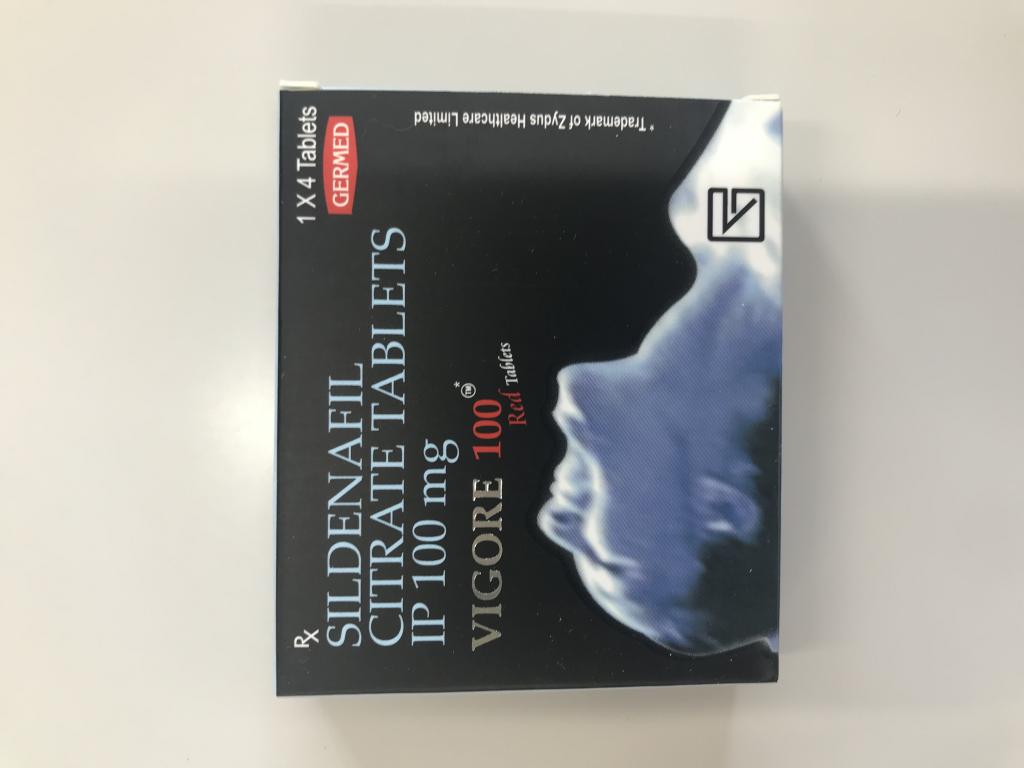 Rx
1 X 4 Tablets
GERMED
SILDENAFIL
CITRATE TABLETS
IP 100 mg
VIGORE 100™*
Red Tablets
*Trademark of Zydus Healthcare Limited